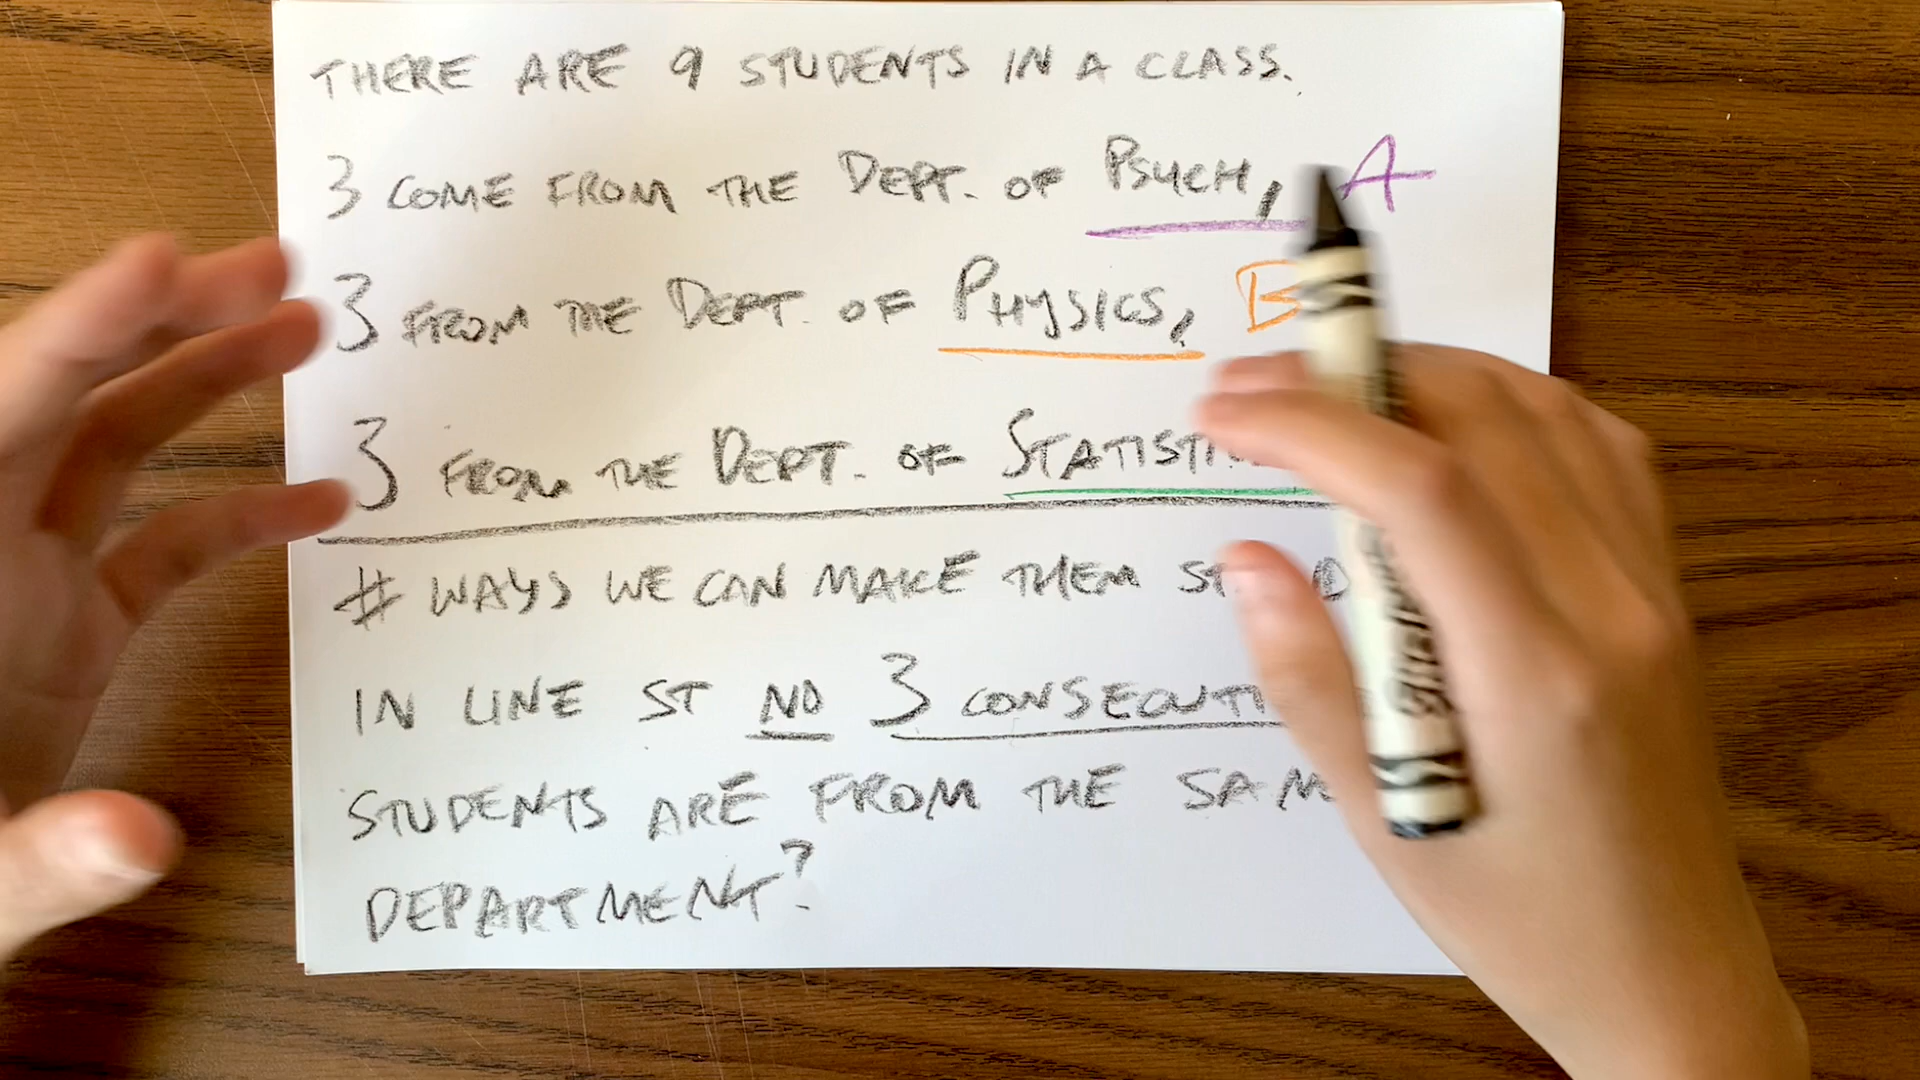 THERE ARE 9 STUDENTS IN A CLASS.
3 COME FROM THE DEPT. OF PSYCH, A
3 FROM THE DEPT. OF PHYSICS, B
3 FROM THE DEPT. OF
# WAYS WE CAN MAKE THEM
IN LINE ST NO 3
STUDENTS ARE FROM THE
DEPARTMENT?